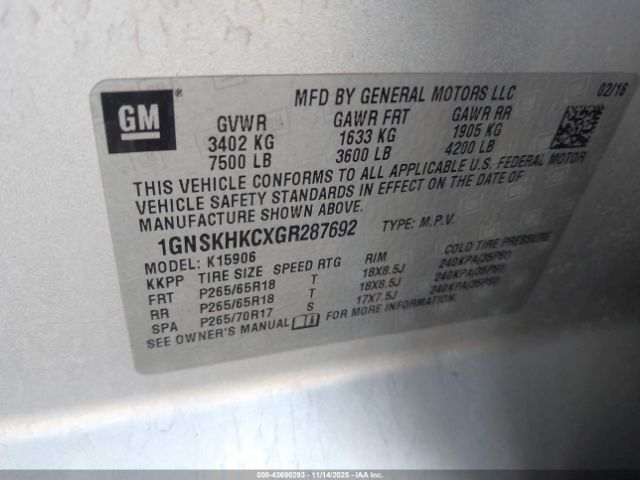 MFD BY GENERAL MOTORS LLC 02/16
GM ®
GVWR GAWR FRT GAWR RR
3402 KG 1633 KG 1905 KG
7500 LB 3600 LB 4200 LB
THIS VEHICLE CONFORMS TO ALL APPLICABLE U.S. FEDERAL MOTOR
VEHICLE SAFETY STANDARDS IN EFFECT ON THE DATE OF
MANUFACTURE SHOWN ABOVE.
1GNSKHKCXGR287692 TYPE: M.P.V.
MODEL: K15906
KKPP TIRE SIZE SPEED RTG RIM COLD TIRE PRESSURE
FRT P265/65R18 T 18X8.5J 240KPA(35PSI)
RR P265/65R18 T 18X8.5J 240KPA(35PSI)
SPA P265/70R17 S 17X7.5J 240KPA(35PSI)
SEE OWNER'S MANUAL FOR MORE INFORMATION.
000-43690293 - 11/14/2025 - IAAI.CA